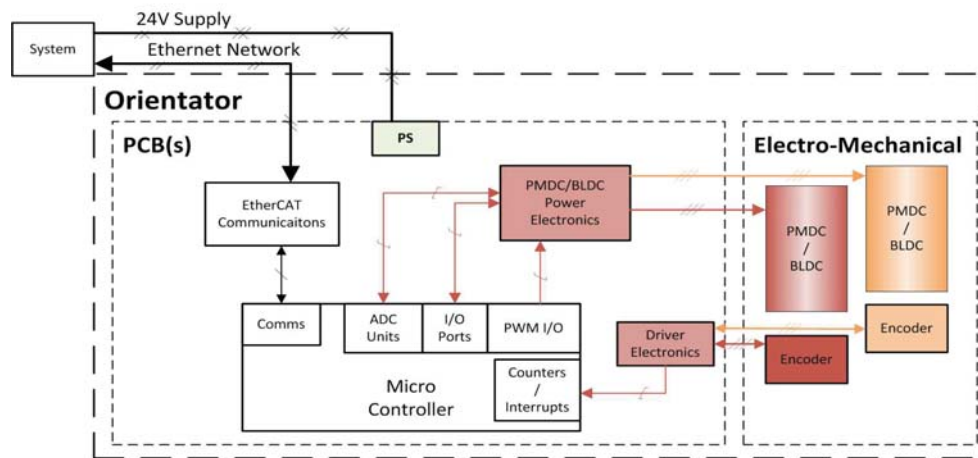 24V Supply
System
Ethernet Network
Orientator
PCB(s)
PS
Electro-Mechanical
EtherCAT
Communicaitons
PMDC/BLDC
Power
Electronics
PMDC
/
BLDC
PMDC
/
BLDC
Comms
ADC
Units
I/O
Ports
PWM I/O
Driver
Electronics
Encoder
Encoder
Micro
Controller
Counters
/
Interrupts